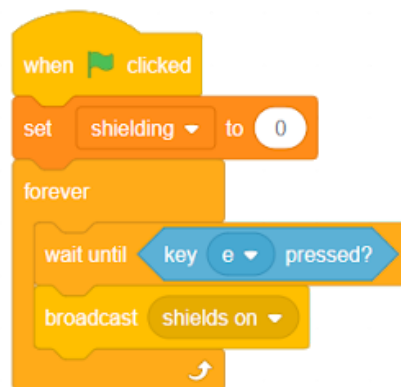 when clicked
set shielding to 0
forever
wait until key e pressed?
broadcast shields on